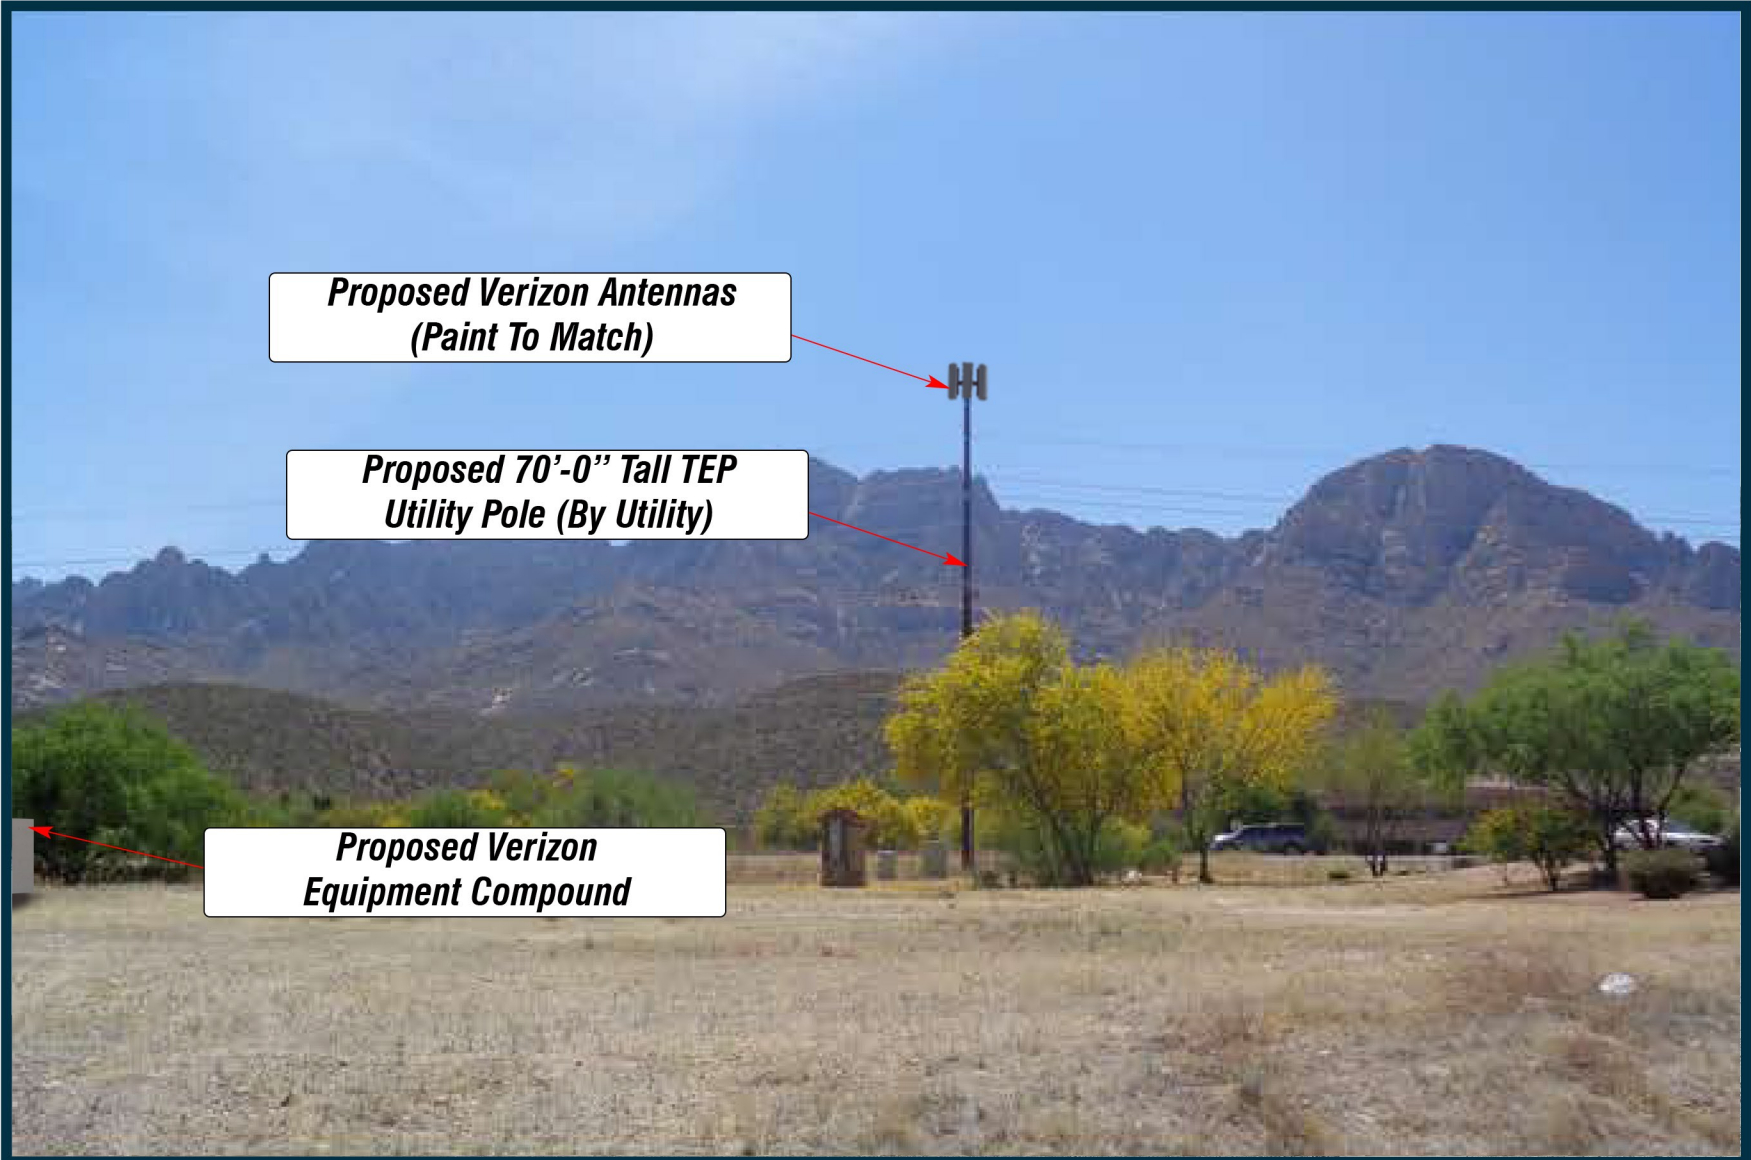 Proposed Verizon Antennas
(Paint To Match)
Proposed 70’-0’’ Tall TEP
Utility Pole (By Utility)
Proposed Verizon
Equipment Compound